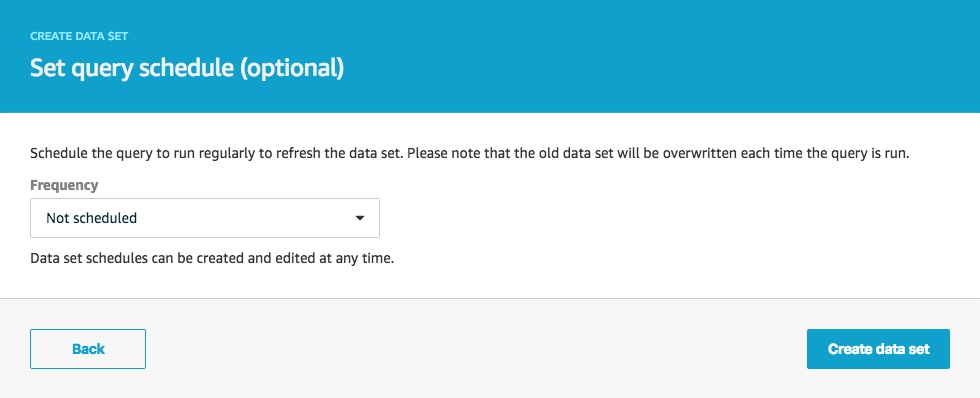 CREATE DATA SET
Set query schedule (optional)
Schedule the query to run regularly to refresh the data set. Please note that the old data set will be overwritten each time the query is run.
Frequency
Not scheduled
Data set schedules can be created and edited at any time.
Back
Create data set